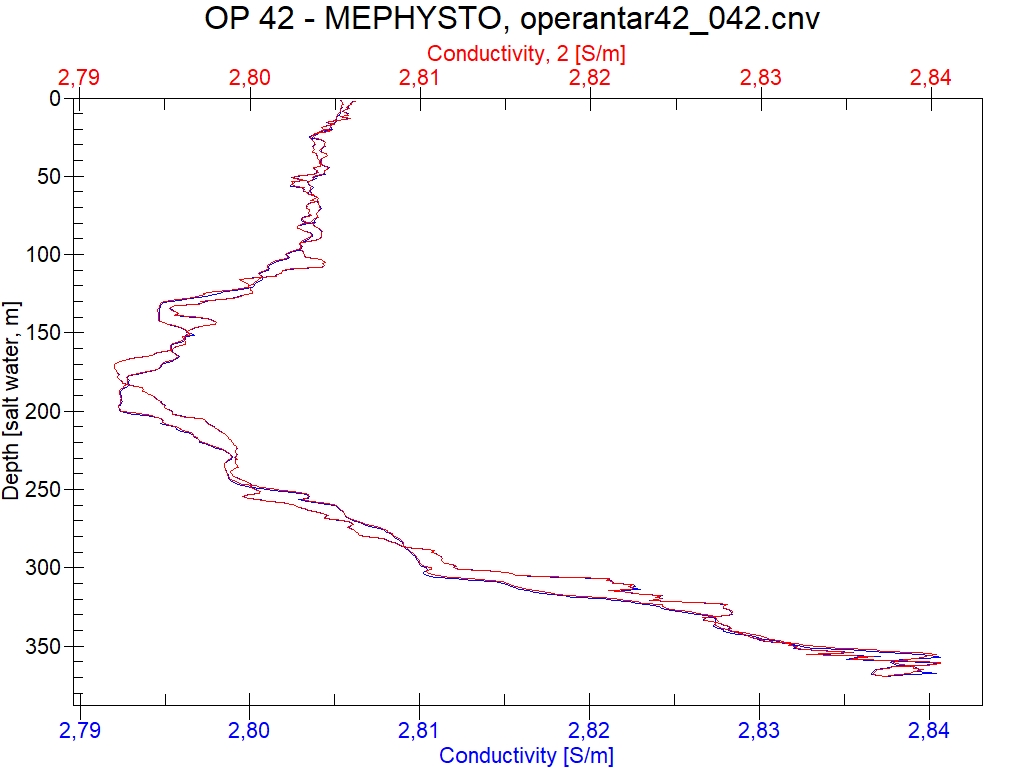 OP 42 - MEPHYSTO, operantar42_042.cnv
Conductivity, 2 [S/m]
2,79 2,80 2,81 2,82 2,83 2,84
0
50
100
150
200
250
300
350
Depth [salt water, m]
2,79 2,80 2,81 2,82 2,83 2,84
Conductivity [S/m]